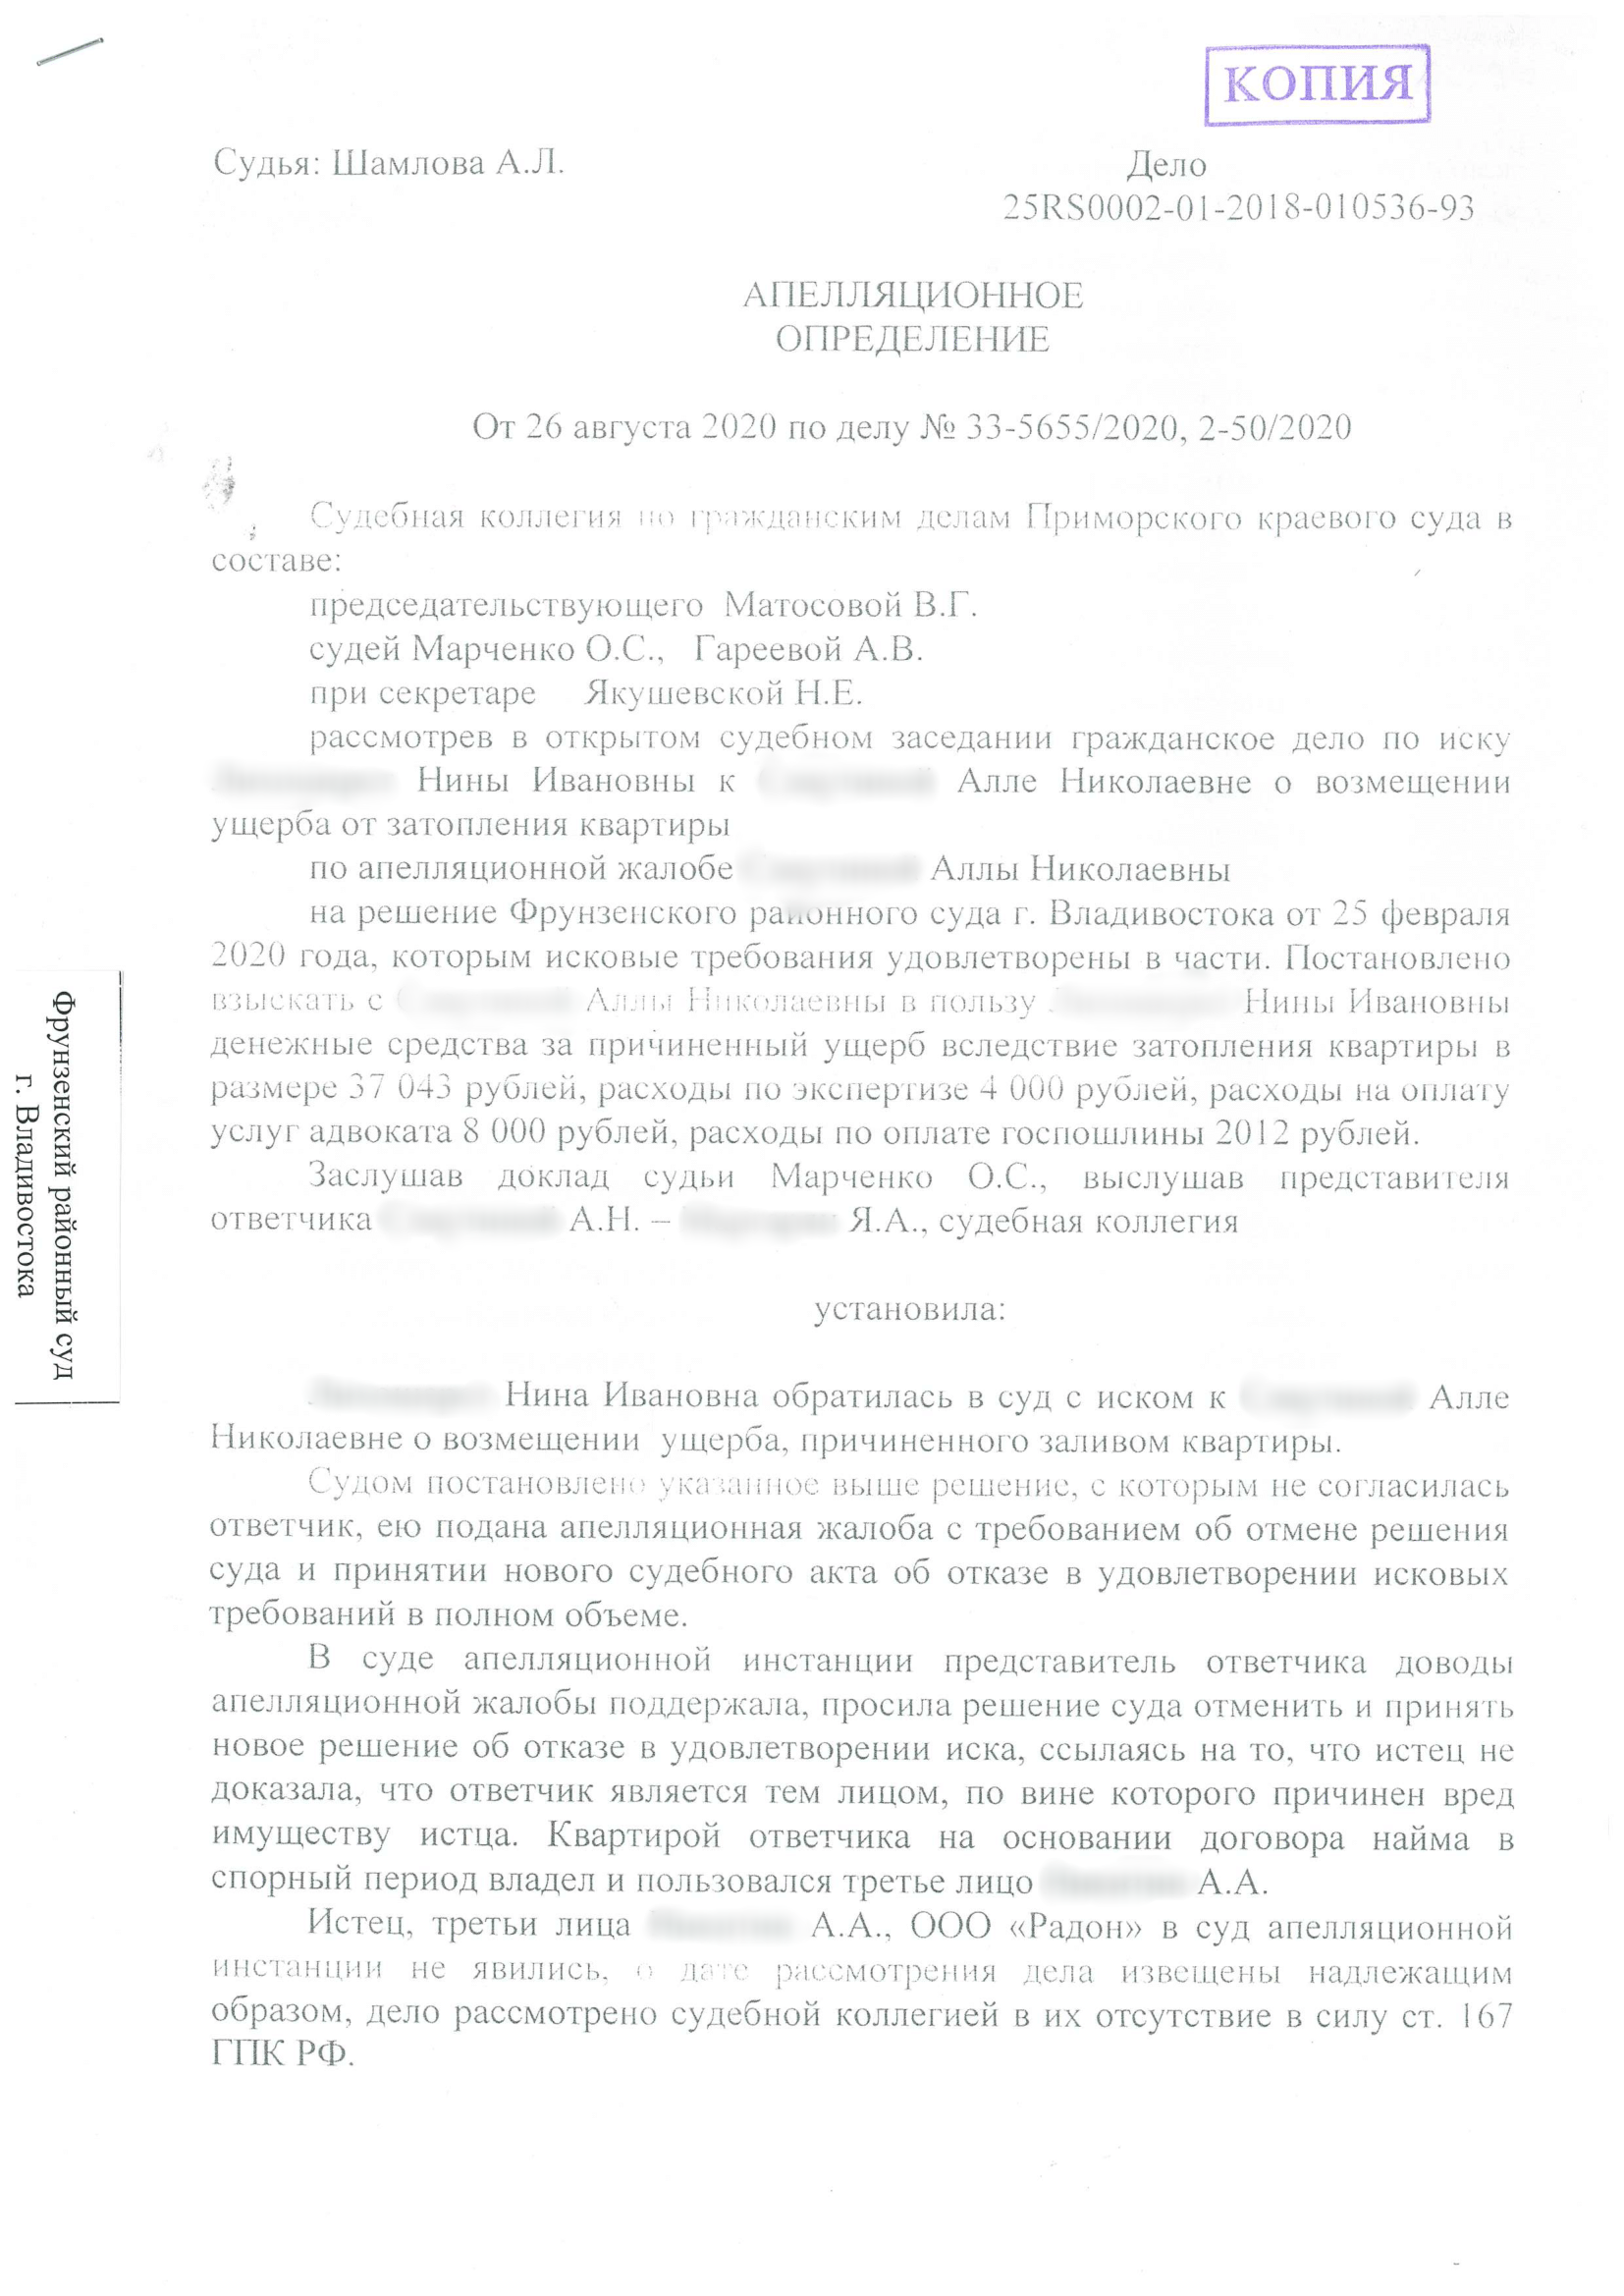 КОПИЯ
Судья: Шамлова А.Л.
Дело
25RS0002-01-2018-010536-93
АПЕЛЛЯЦИОННОЕ
ОПРЕДЕЛЕНИЕ
От 26 августа 2020 по делу № 33-5655/2020, 2-50/2020
Судебная коллегия по гражданским делам Приморского краевого суда в
составе:
председательствующего Матосовой В.Г.
судей Марченко О.С., Гареевой А.В.
при секретаре Якушевской Н.Е.
рассмотрев в открытом судебном заседании гражданское дело по иску
Нины Ивановны к Алле Николаевне о возмещении
ущерба от затопления квартиры
по апелляционной жалобе Аллы Николаевны
на решение Фрунзенского районного суда г. Владивостока от 25 февраля
2020 года, которым исковые требования удовлетворены в части. Постановлено
взыскать с Аллы Николаевны в пользу Нины Ивановны
денежные средства за причиненный ущерб вследствие затопления квартиры в
размере 37 043 рублей, расходы по экспертизе 4 000 рублей, расходы на оплату
услуг адвоката 8 000 рублей, расходы по оплате госпошлины 2012 рублей.
Заслушав доклад судьи Марченко О.С., выслушав представителя
ответчика А.Н. – Я.А., судебная коллегия
установила:
Нина Ивановна обратилась в суд с иском к Алле
Николаевне о возмещении ущерба, причиненного заливом квартиры.
Судом постановлено указанное выше решение, с которым не согласилась
ответчик, ею подана апелляционная жалоба с требованием об отмене решения
суда и принятии нового судебного акта об отказе в удовлетворении исковых
требований в полном объеме.
В суде апелляционной инстанции представитель ответчика доводы
апелляционной жалобы поддержала, просила решение суда отменить и принять
новое решение об отказе в удовлетворении иска, ссылаясь на то, что истец не
доказала, что ответчик является тем лицом, по вине которого причинен вред
имуществу истца. Квартирой ответчика на основании договора найма в
спорный период владел и пользовался третье лицо А.А.
Истец, третьи лица А.А., ООО «Радон» в суд апелляционной
инстанции не явились, о дате рассмотрения дела извещены надлежащим
образом, дело рассмотрено судебной коллегией в их отсутствие в силу ст. 167
ГПК РФ.
Фрунзенский районный суд
г. Владивостока